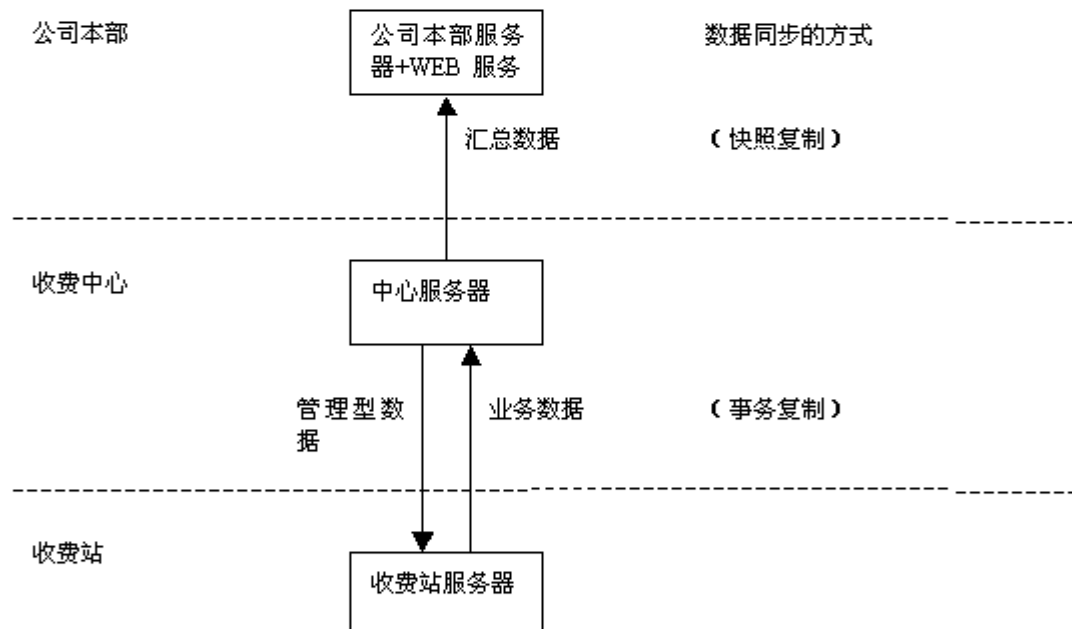 公司本部
公司本部服务
器+WEB 服务
数据同步的方式
汇总数据
（快照复制）
收费中心
中心服务器
管理型数
据
业务数据
（事务复制）
收费站
收费站服务器